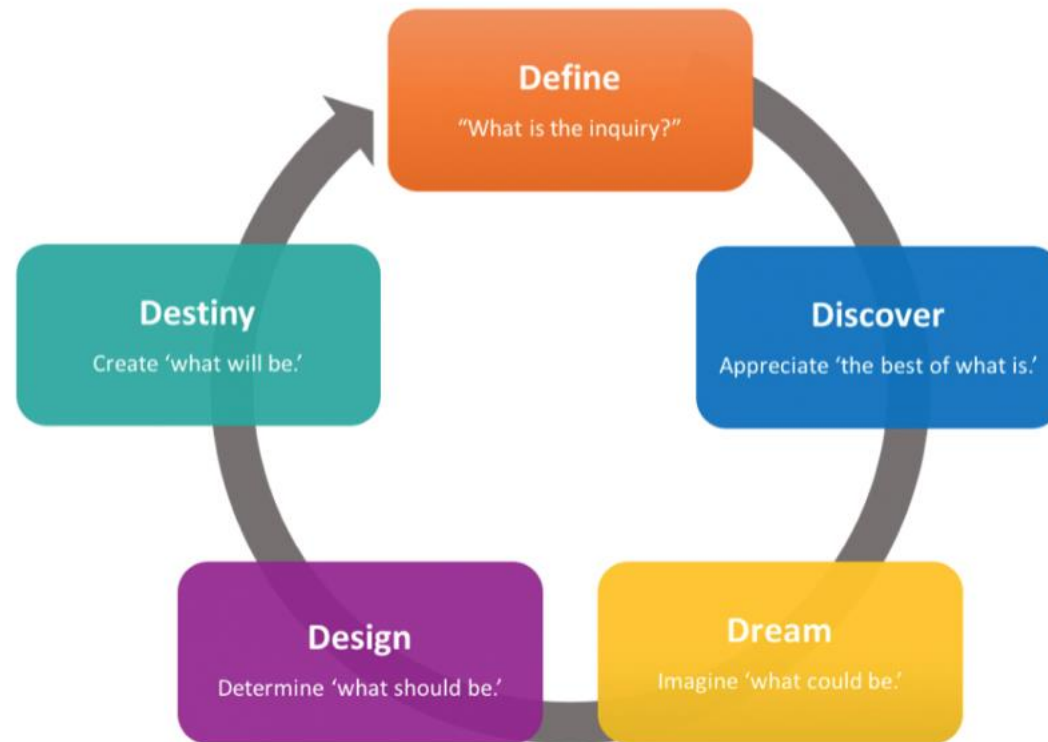 Define
“What is the inquiry?”
Discover
Appreciate ‘the best of what is.’
Dream
Imagine ‘what could be.’
Design
Determine ‘what should be.’
Destiny
Create ‘what will be.’